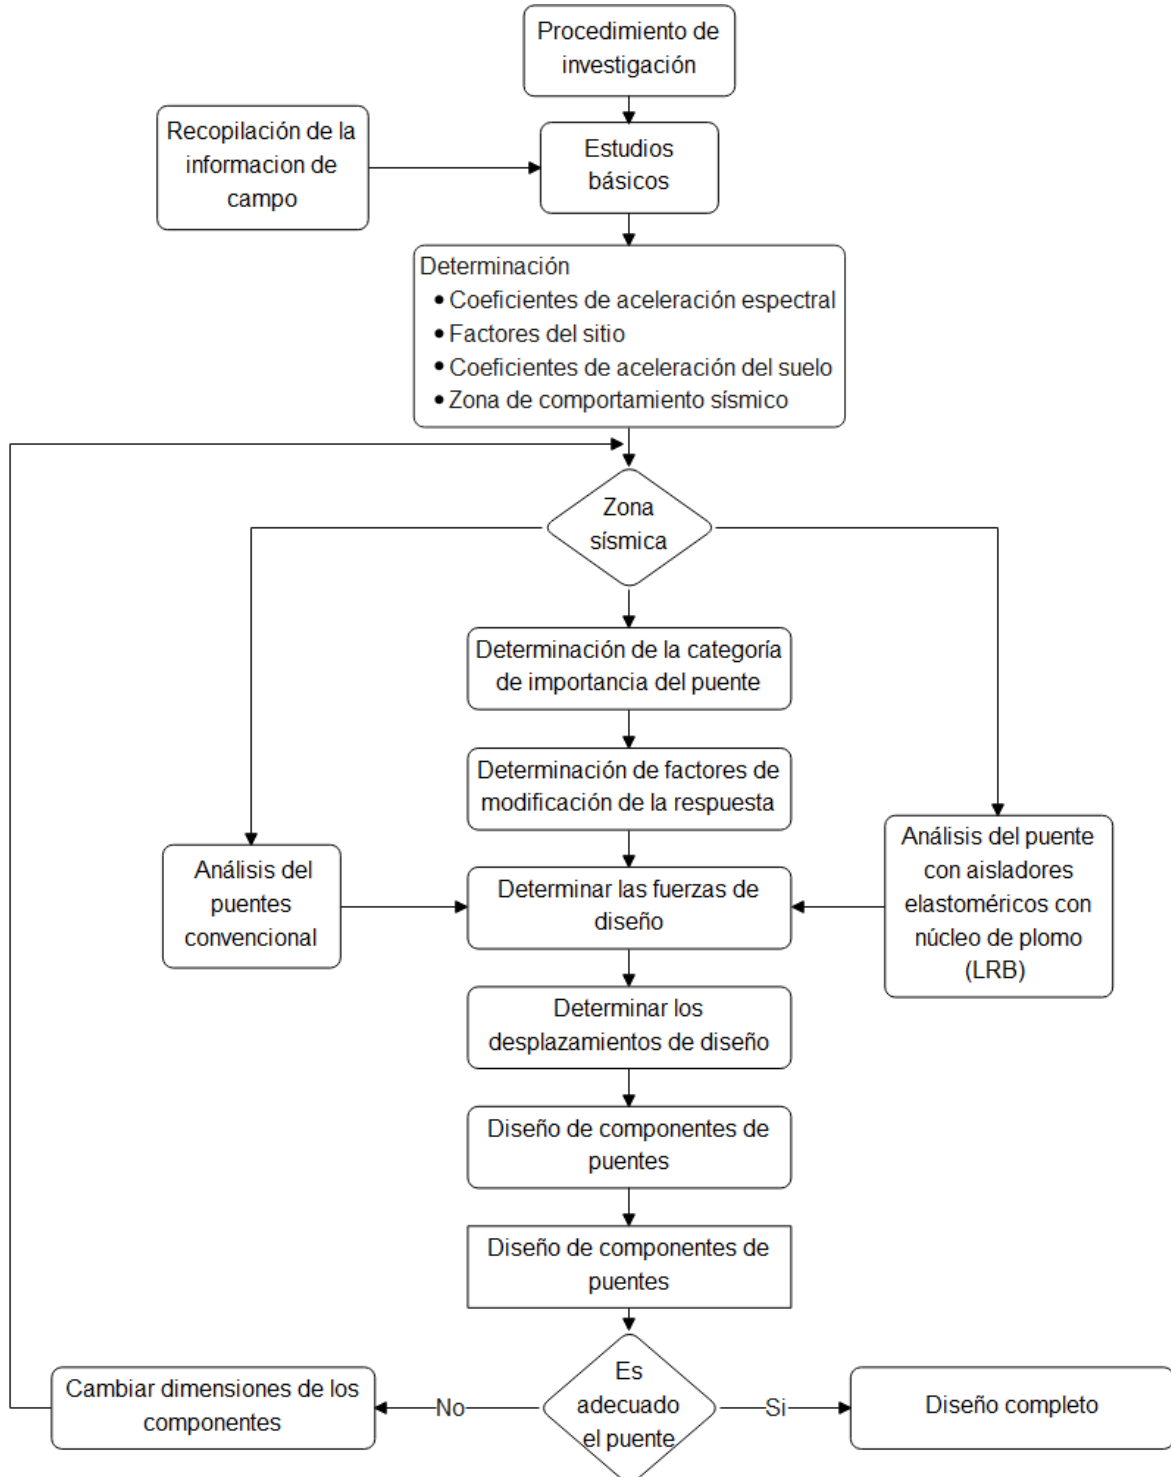 Procedimiento de
investigación
Recopilación de la
informacion de
campo
Estudios
básicos
Determinación
• Coeficientes de aceleración espectral
• Factores del sitio
• Coeficientes de aceleración del suelo
• Zona de comportamiento sísmico
Zona
sísmica
Determinación de la categoría
de importancia del puente
Determinación de factores de
modificación de la respuesta
Análisis del
puentes
convencional
Determinar las fuerzas de
diseño
Análisis del puente
con aisladores
elastoméricos con
núcleo de plomo
(LRB)
Determinar los
desplazamientos de diseño
Diseño de componentes de
puentes
Diseño de componentes de
puentes
Es
adecuado
el puente
No
Cambiar dimensiones de los
componentes
Si
Diseño completo